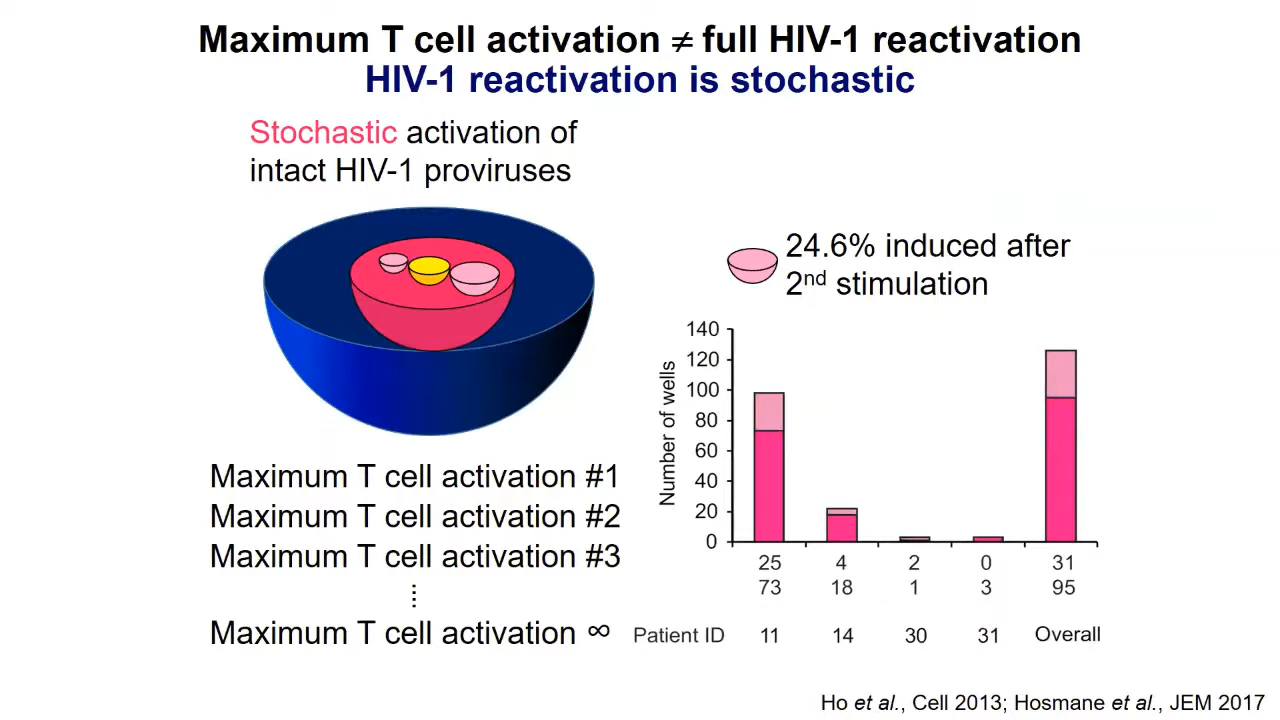 Maximum T cell activation ≠ full HIV-1 reactivation
HIV-1 reactivation is stochastic
Stochastic activation of
intact HIV-1 proviruses
24.6% induced after
2nd stimulation
Maximum T cell activation #1
Maximum T cell activation #2
Maximum T cell activation #3
⋮
Maximum T cell activation ∞
Number of wells
140
120
100
80
60
40
20
0
25 4 2 0 31
73 18 1 3 95
Patient ID 11 14 30 31 Overall
Ho et al., Cell 2013; Hosmane et al., JEM 2017